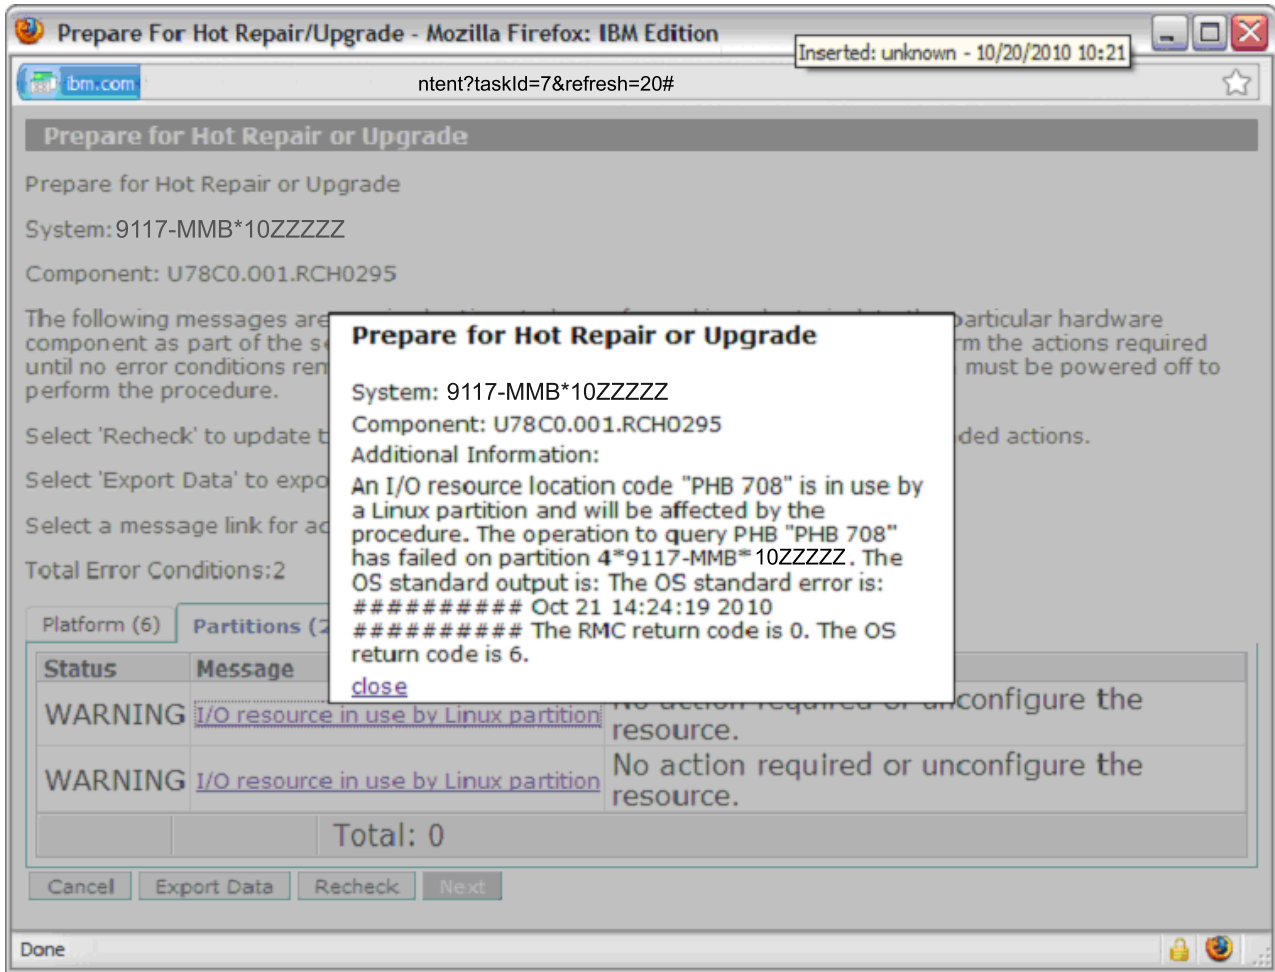 Prepare For Hot Repair/Upgrade - Mozilla Firefox: IBM Edition
Inserted: unknown - 10/20/2010 10:21
ibm.com
ntent?taskId=7&refresh=20#
Prepare for Hot Repair or Upgrade
Prepare for Hot Repair or Upgrade
System: 9117-MMB*10ZZZZZ
Component: U78C0.001.RCH0295
The following messages are particular hardware
component as part of the se rm the actions required
until no error conditions rem must be powered off to
perform the procedure.
Select 'Recheck' to update t ded actions.
Select 'Export Data' to expo
Select a message link for ac
Total Error Conditions:2
Prepare for Hot Repair or Upgrade
System: 9117-MMB*10ZZZZZ
Component: U78C0.001.RCH0295
Additional Information:
An I/O resource location code "PHB 708" is in use by
a Linux partition and will be affected by the
procedure. The operation to query PHB "PHB 708"
has failed on partition 4*9117-MMB*10ZZZZZ. The
OS standard output is: The OS standard error is:
########## Oct 21 14:24:19 2010
########## The RMC return code is 0. The OS
return code is 6.
close
Platform (6) Partitions (2
Status Message
WARNING I/O resource in use by Linux partition No action required or unconfigure the
resource.
WARNING I/O resource in use by Linux partition No action required or unconfigure the
resource.
Total: 0
Cancel Export Data Recheck Next
Done